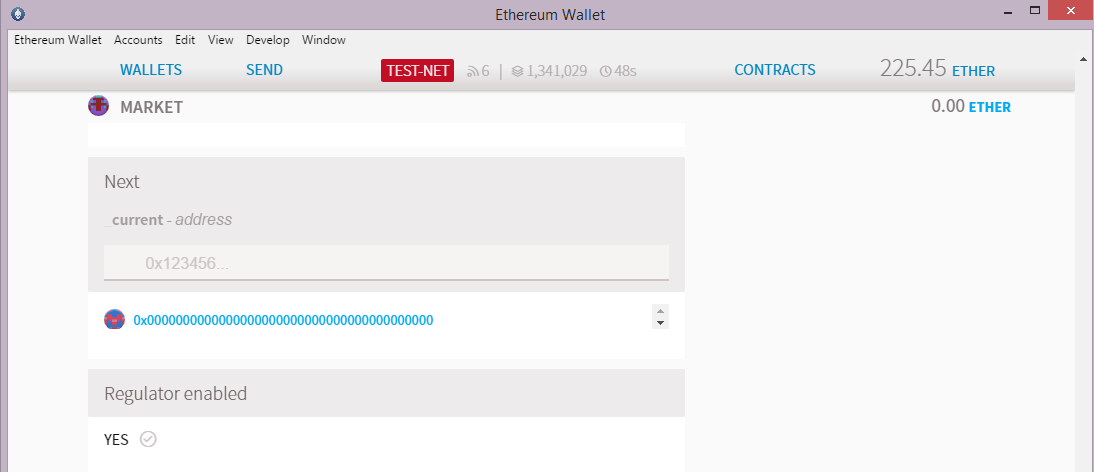 Ethereum Wallet
Ethereum Wallet Accounts Edit View Develop Window
WALLETS SEND TEST-NET 6 | 1,341,029 48s CONTRACTS 225.45 ETHER
MARKET 0.00 ETHER
Next
_current - address
0x123456...
0x0000000000000000000000000000000000000000
Regulator enabled
YES